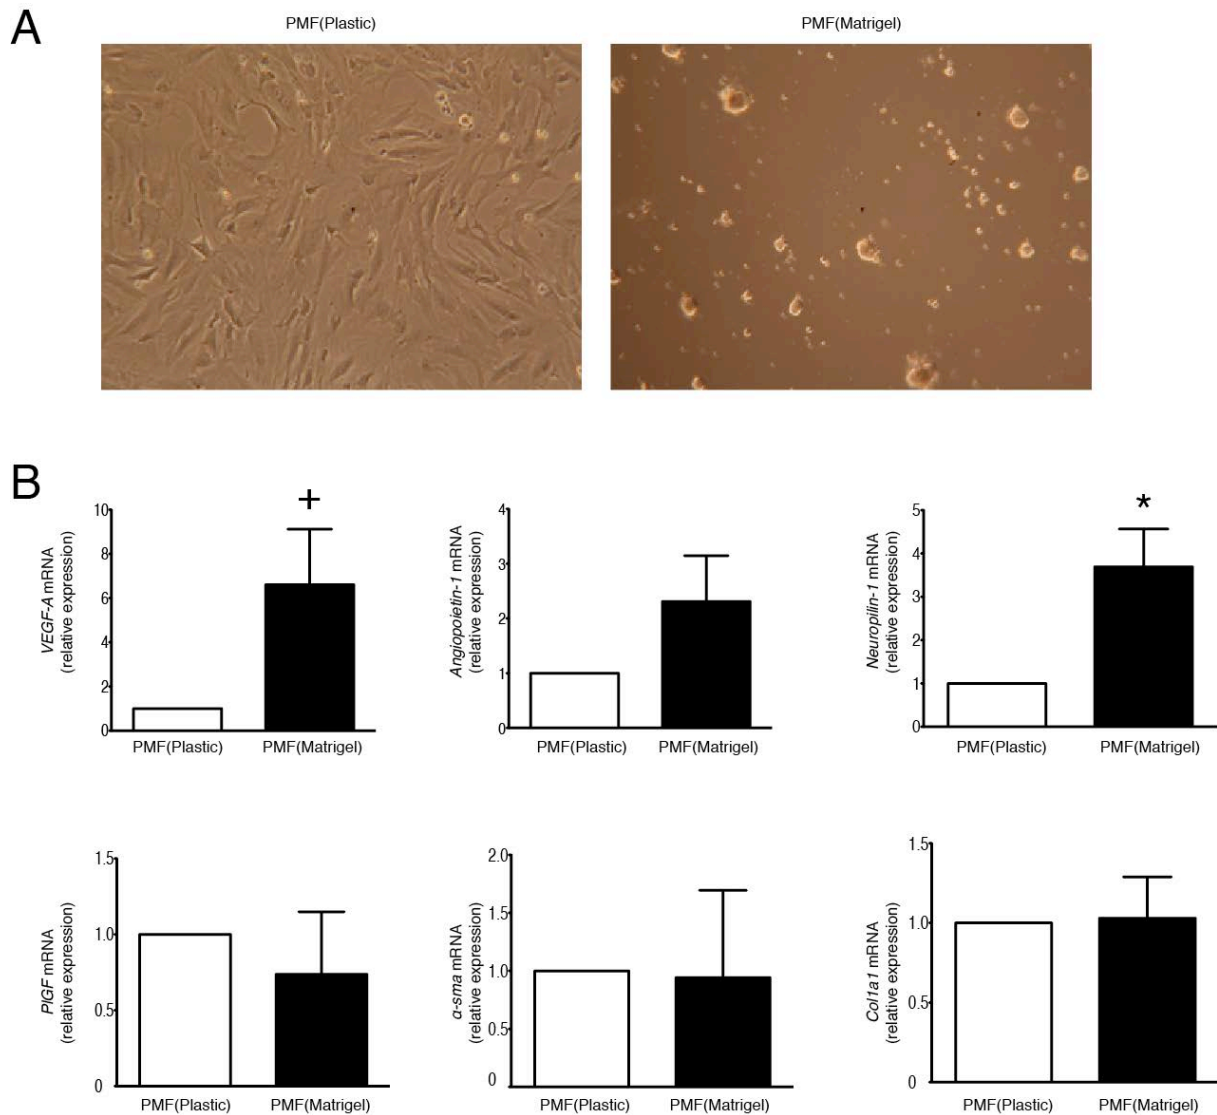 A
PMF(Plastic)
PMF(Matrigel)
B
VEGF-A mRNA
(relative expression)
10
8
6
4
2
0
+
PMF(Plastic)
PMF(Matrigel)
Angiopoietin-1 mRNA
(relative expression)
4
3
2
1
0
PMF(Plastic)
PMF(Matrigel)
Neuropilin-1 mRNA
(relative expression)
5
4
3
2
1
0
*
PMF(Plastic)
PMF(Matrigel)
PlGF mRNA
(relative expression)
1.5
1.0
0.5
0
PMF(Plastic)
PMF(Matrigel)
α-sma mRNA
(relative expression)
2.0
1.5
1.0
0.5
0
PMF(Plastic)
PMF(Matrigel)
Col1a1 mRNA
(relative expression)
1.5
1.0
0.5
0
PMF(Plastic)
PMF(Matrigel)